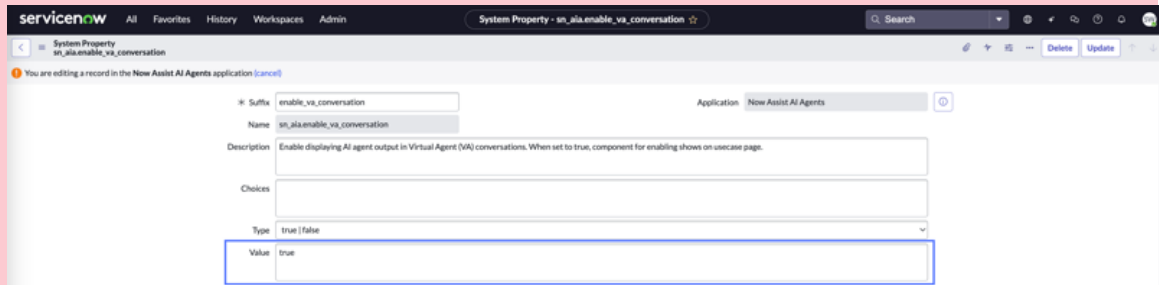 servicenow All Favorites History Workspaces Admin System Property - sn_aia.enable_va_conversation ☆ Search
System Property
sn_aia.enable_va_conversation Delete Update
You are editing a record in the Now Assist AI Agents application (cancel)
* Suffix enable_va_conversation Application Now Assist AI Agents
Name sn_aia.enable_va_conversation
Description Enable displaying AI agent output in Virtual Agent (VA) conversations. When set to true, component for enabling shows on usecase page.
Choices
Type true | false
Value true